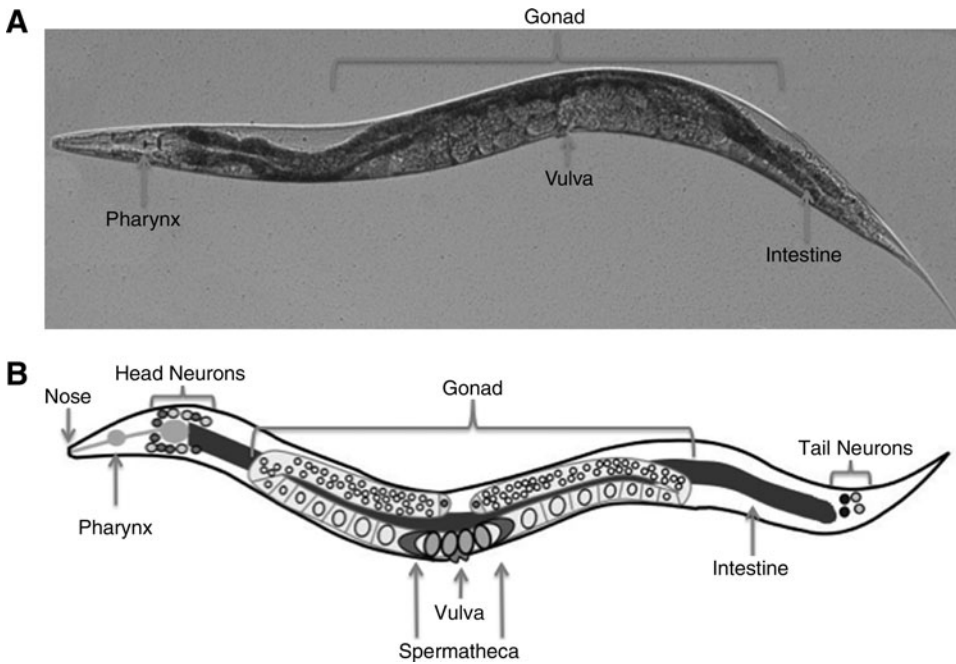 A
Gonad
Pharynx
Vulva
Intestine
B
Head Neurons
Nose
Gonad
Tail Neurons
Pharynx
Intestine
Vulva
Spermatheca